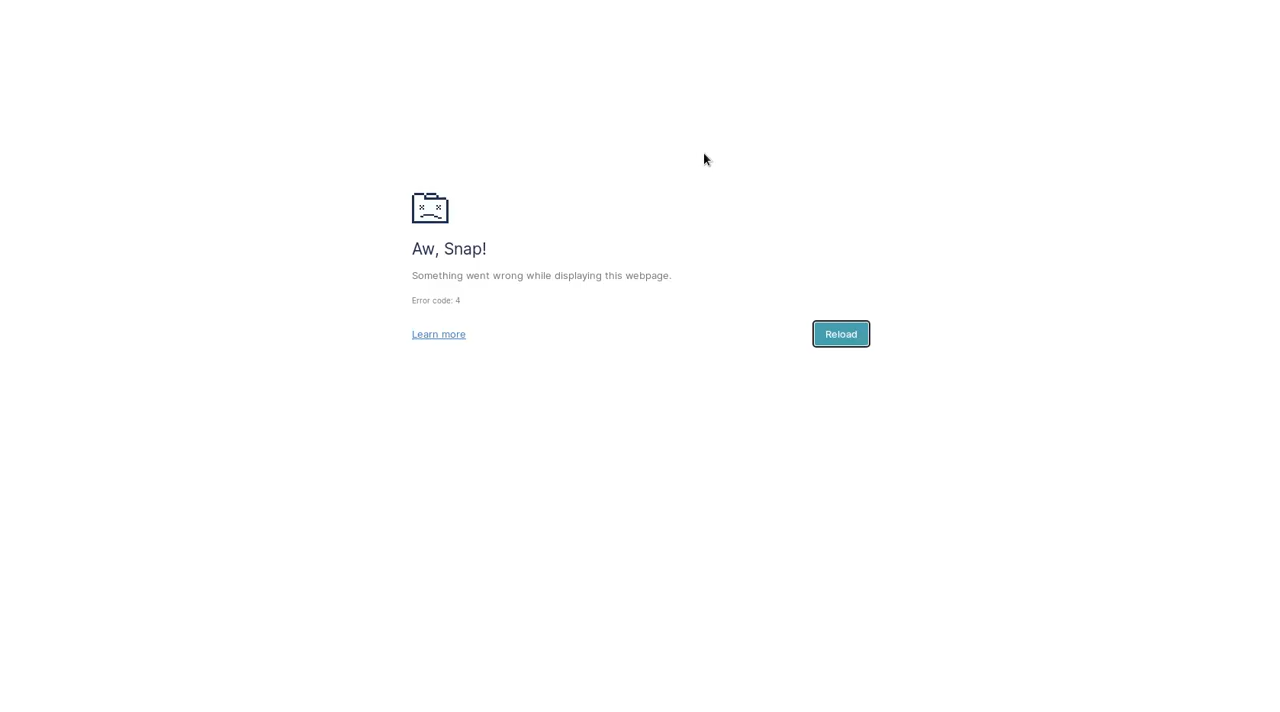 Aw, Snap!
Something went wrong while displaying this webpage.
Error code: 4
Learn more
Reload